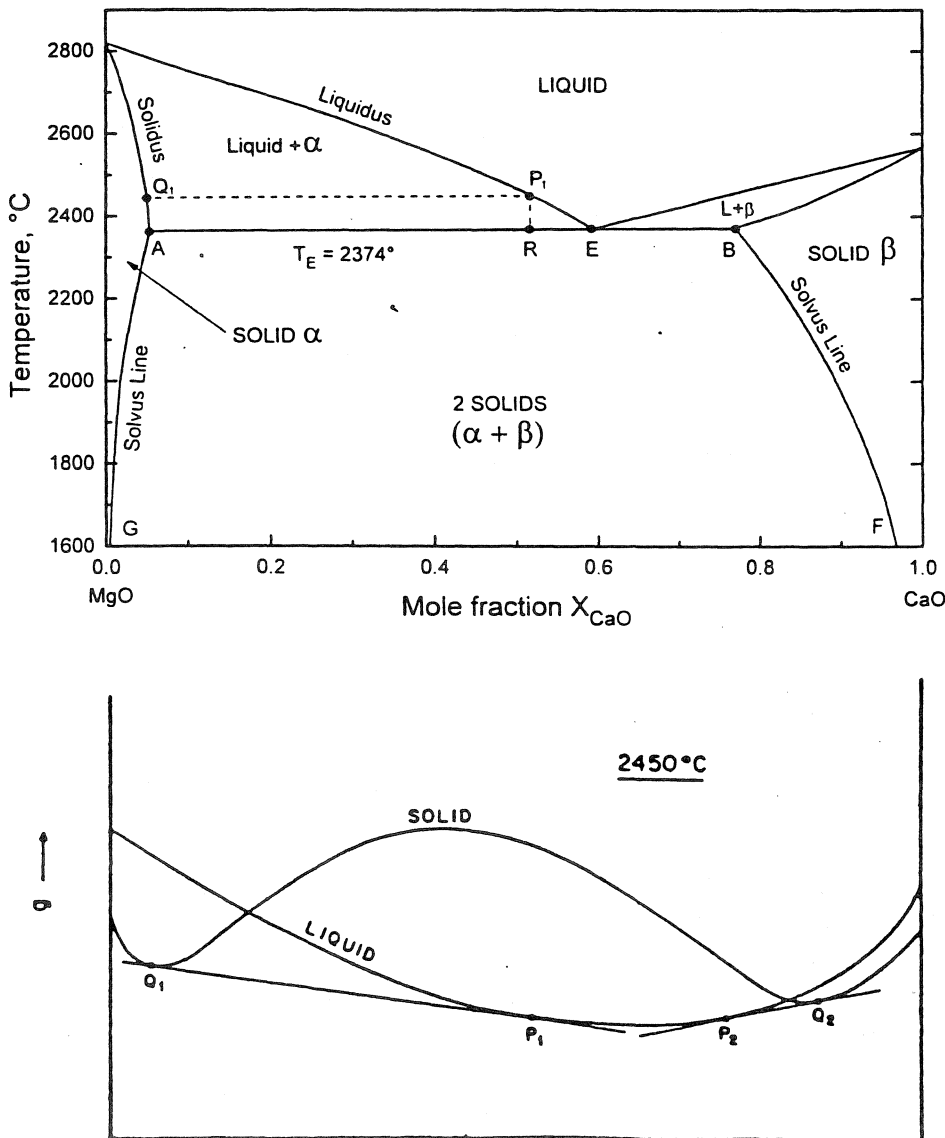 2800
2600
2400
2200
2000
1800
1600
Temperature, °C
LIQUID
Liquidus
Solidus
Liquid + α
Q₁
P₁
L+β
A
T_E = 2374°
R
E
B
SOLID β
SOLID α
Solvus Line
Solvus Line
2 SOLIDS
(α + β)
G
F
0.0
0.2
0.4
0.6
0.8
1.0
MgO
Mole fraction X_CaO
CaO
2450°C
SOLID
g
LIQUID
Q₁
P₁
P₂
Q₂